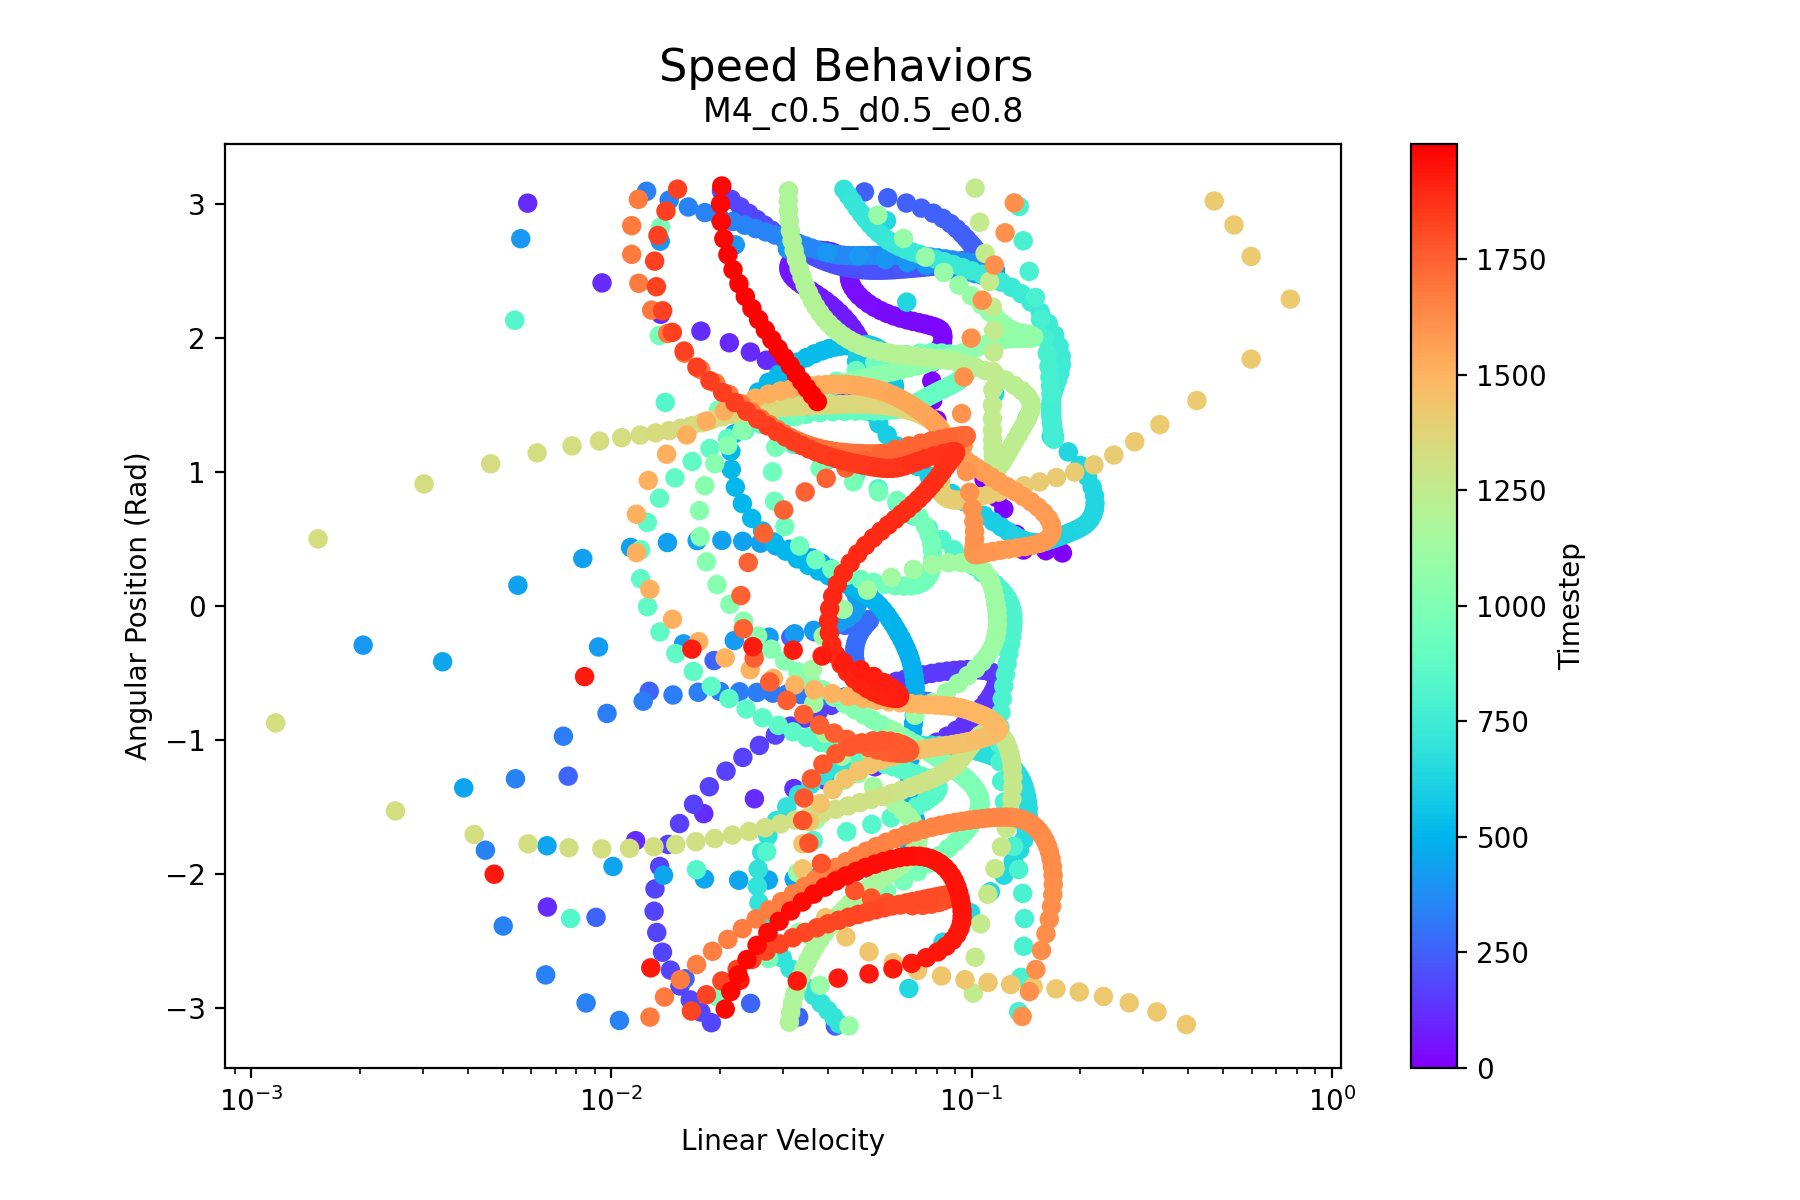 Speed Behaviors
M4_c0.5_d0.5_e0.8
3
2
1
0
−1
−2
−3
Angular Position (Rad)
10⁻³ 10⁻² 10⁻¹ 10⁰
Linear Velocity
1750
1500
1250
1000
750
500
250
0
Timestep